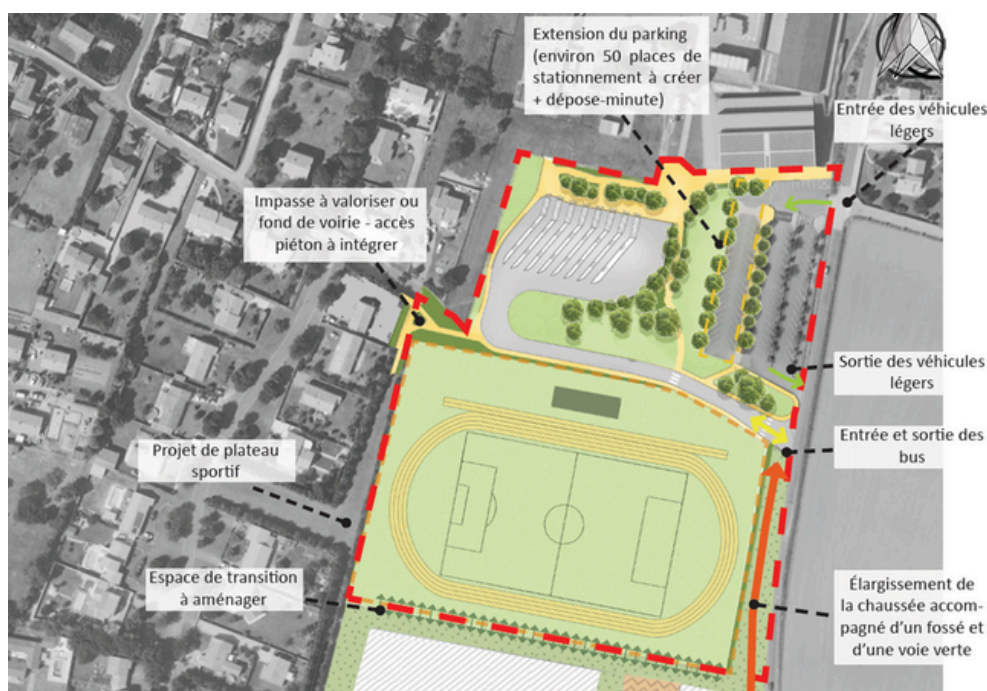 Extension du parking
(environ 50 places de
stationnement à créer
+ dépose-minute)
Entrée des véhicules
légers
Impasse à valoriser ou
fond de voirie - accès
piéton à intégrer
Sortie des véhicules
légers
Entrée et sortie des
bus
Projet de plateau
sportif
Espace de transition
à aménager
Élargissement de
la chaussée accom-
pagné d'un fossé et
d'une voie verte